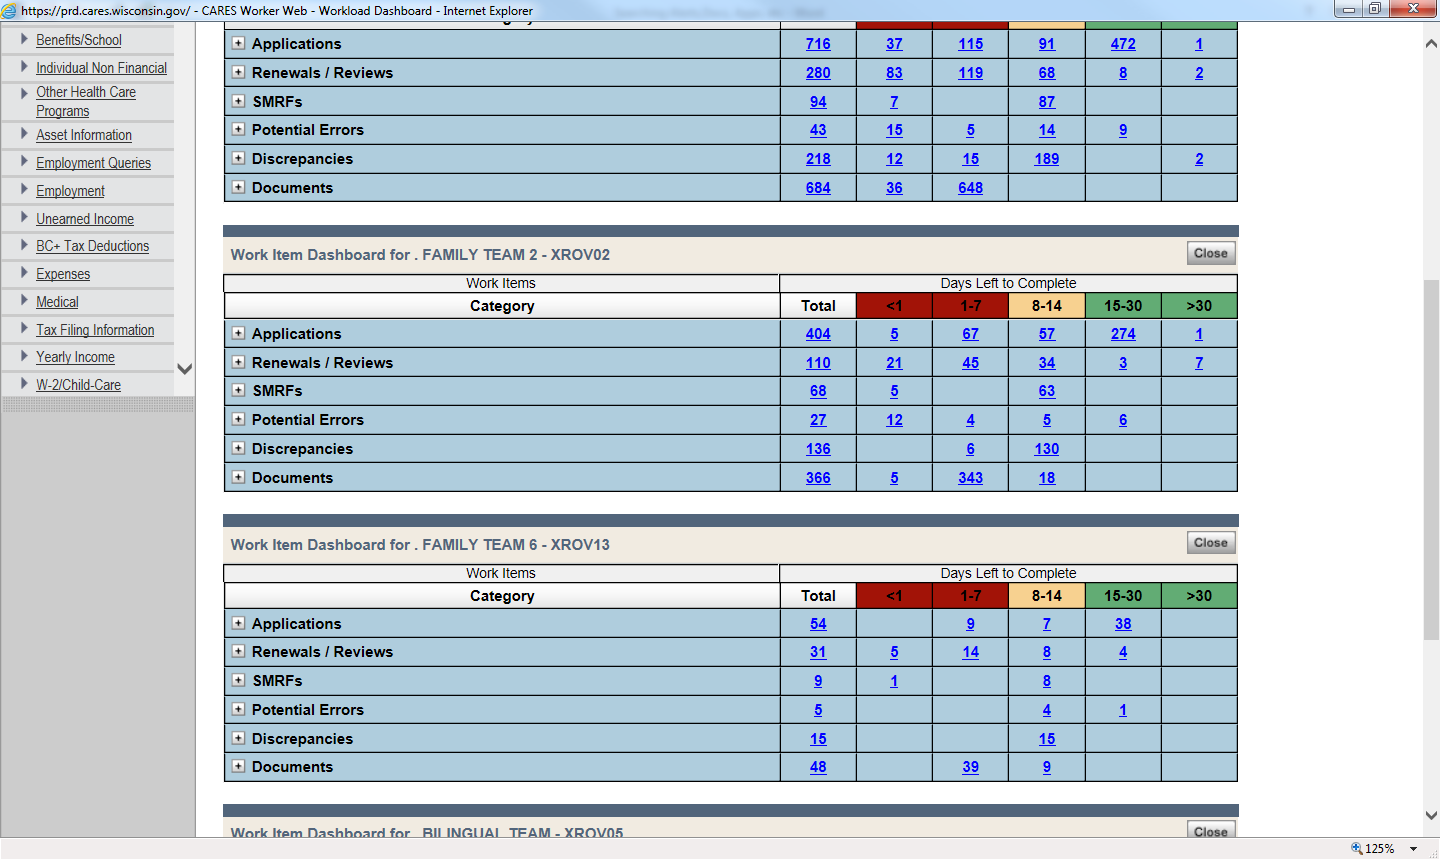 https://prd.cares.wisconsin.gov/ - CARES Worker Web - Workload Dashboard - Internet Explorer
Benefits/School
Individual Non Financial
Other Health Care
Programs
Asset Information
Employment Queries
Employment
Unearned Income
BC+ Tax Deductions
Expenses
Medical
Tax Filing Information
Yearly Income
W-2/Child-Care
Applications 716 37 115 91 472 1
Renewals / Reviews 280 83 119 68 8 2
SMRFs 94 7 87
Potential Errors 43 15 5 14 9
Discrepancies 218 12 15 189 2
Documents 684 36 648
Work Item Dashboard for . FAMILY TEAM 2 - XROV02 Close
Work Items Days Left to Complete
Category Total <1 1-7 8-14 15-30 >30
Applications 404 5 67 57 274 1
Renewals / Reviews 110 21 45 34 3 7
SMRFs 68 5 63
Potential Errors 27 12 4 5 6
Discrepancies 136 6 130
Documents 366 5 343 18
Work Item Dashboard for . FAMILY TEAM 6 - XROV13 Close
Work Items Days Left to Complete
Category Total <1 1-7 8-14 15-30 >30
Applications 54 9 7 38
Renewals / Reviews 31 5 14 8 4
SMRFs 9 1 8
Potential Errors 5 4 1
Discrepancies 15 15
Documents 48 39 9
Work Item Dashboard for . BILINGUAL TEAM - XROV05 Close
125%